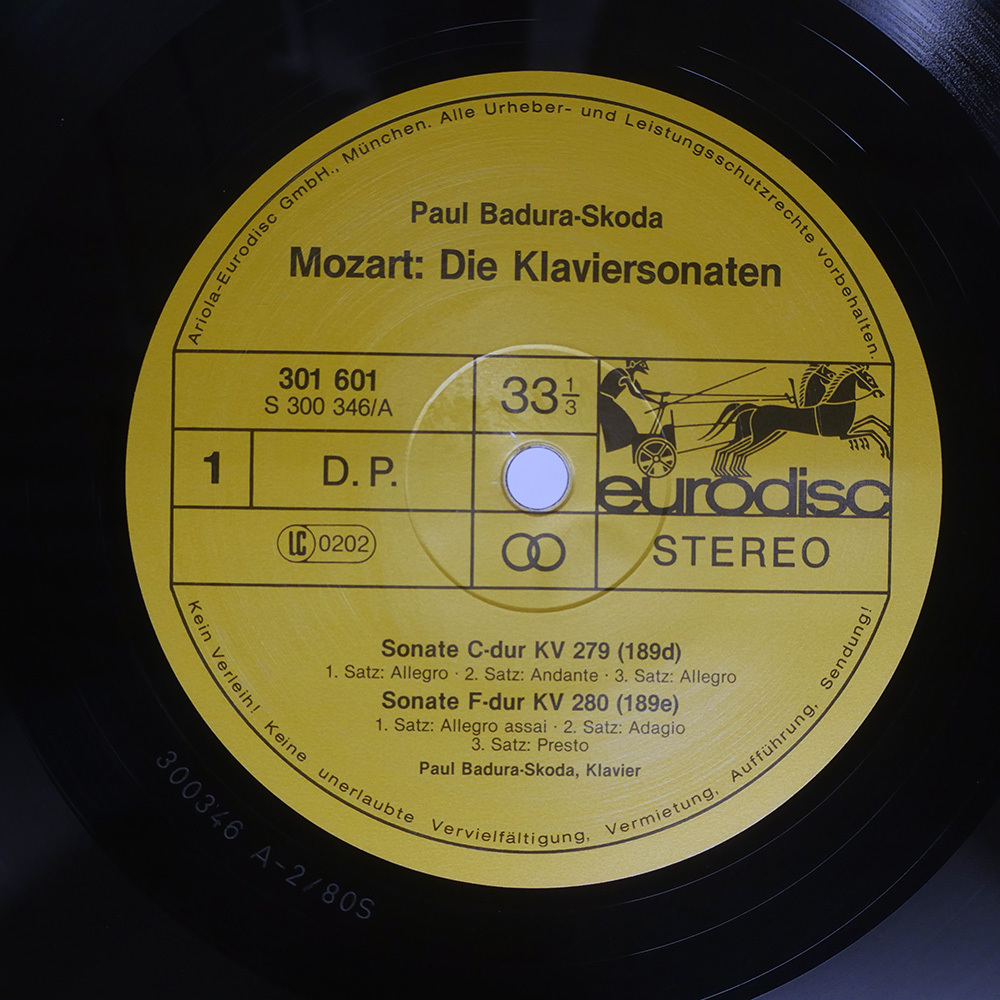 Ariola-Eurodisc GmbH., München. Alle Urheber- und Leistungsschutzrechte vorbehalten.
Paul Badura-Skoda
Mozart: Die Klaviersonaten
301 601
S 300 346/A
33 1/3
1
D.P.
eurodisc
LC 0202
STEREO
Sonate C-dur KV 279 (189d)
1. Satz: Allegro · 2. Satz: Andante · 3. Satz: Allegro
Sonate F-dur KV 280 (189e)
1. Satz: Allegro assai · 2. Satz: Adagio
3. Satz: Presto
Paul Badura-Skoda, Klavier
Kein Verleih! Keine unerlaubte Vervielfältigung, Vermietung, Aufführung, Sendung!
300346 A-2/80S